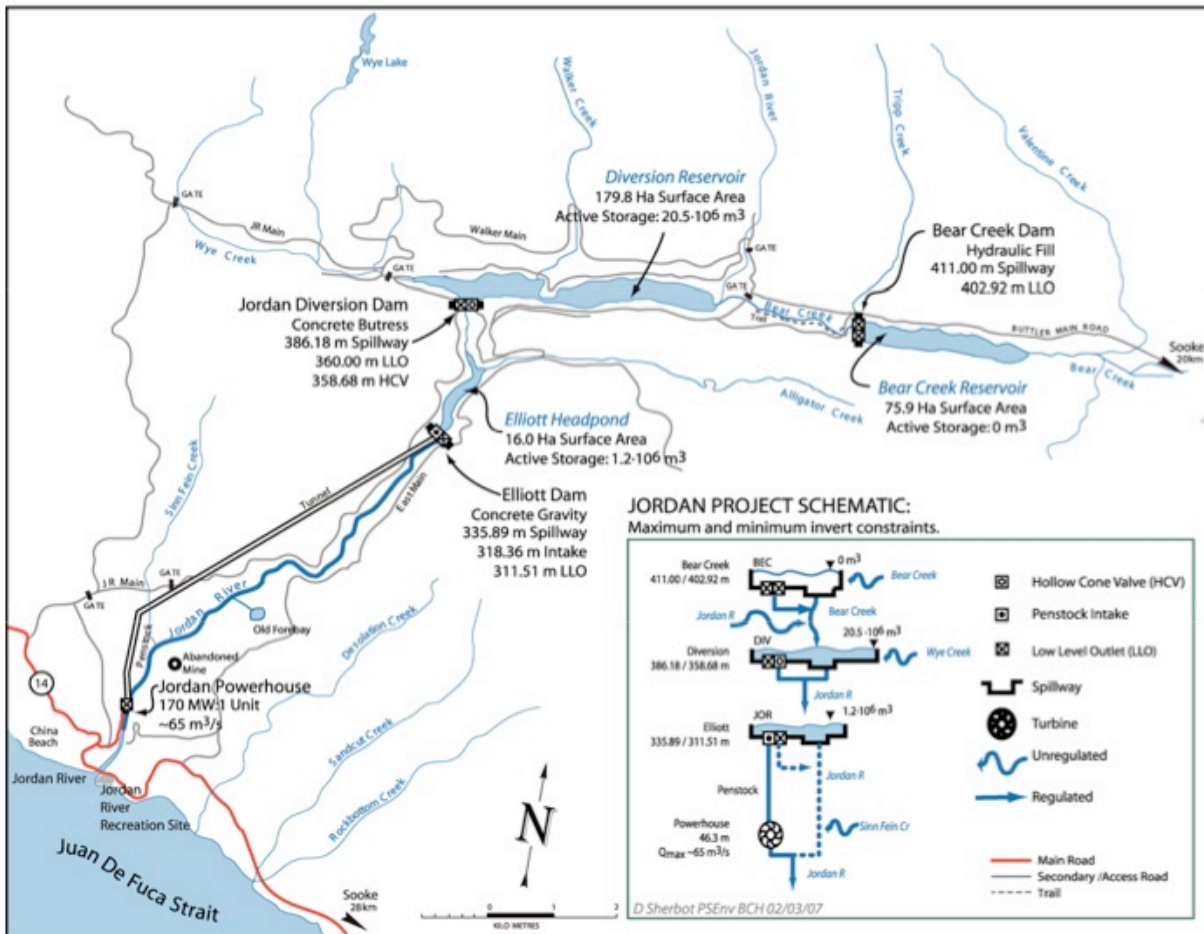 Wye Lake
Walker Creek
Jordan River
Tripp Creek
Valentine Creek
GATE
JR Main
Wye Creek
Walker Main
GATE
Diversion Reservoir
179.8 Ha Surface Area
Active Storage: 20.5·10⁶ m³
GATE
GATE
Bear Creek
Trail
Bear Creek Dam
Hydraulic Fill
411.00 m Spillway
402.92 m LLO
BUTTLER MAIN ROAD
Sooke
20km
Bear Creek
Jordan Diversion Dam
Concrete Butress
386.18 m Spillway
360.00 m LLO
358.68 m HCV
Alligator Creek
Bear Creek Reservoir
75.9 Ha Surface Area
Active Storage: 0 m³
Elliott Headpond
16.0 Ha Surface Area
Active Storage: 1.2·10⁶ m³
Sinn Fein Creek
Tunnel
East Main
Elliott Dam
Concrete Gravity
335.89 m Spillway
318.36 m Intake
311.51 m LLO
JR Main
GATE
GATE
Penstock
Jordan River
Old Forebay
Abandoned
Mine
Desolation Creek
14
Jordan Powerhouse
170 MW:1 Unit
~65 m³/s
China
Beach
Jordan River
Jordan
River
Recreation Site
Sandcut Creek
Rockbottom Creek
Juan De Fuca Strait
Sooke
28km
N
0
1
2
KILO METRES
JORDAN PROJECT SCHEMATIC:
Maximum and minimum invert constraints.
Bear Creek
411.00 / 402.92 m
BEC
0 m³
Bear Creek
Bear Creek
Jordan R
Diversion
386.18 / 358.68 m
DIV
20.5·10⁶ m³
Wye Creek
Jordan R
Elliott
335.89 / 311.51 m
JOR
1.2·10⁶ m³
Jordan R
Penstock
Powerhouse
46.3 m
Qmax ~65 m³/s
Sinn Fein Cr
Jordan R
Hollow Cone Valve (HCV)
Penstock Intake
Low Level Outlet (LLO)
Spillway
Turbine
Unregulated
Regulated
Main Road
Secondary /Access Road
Trail
D Sherbot PSEnv BCH 02/03/07